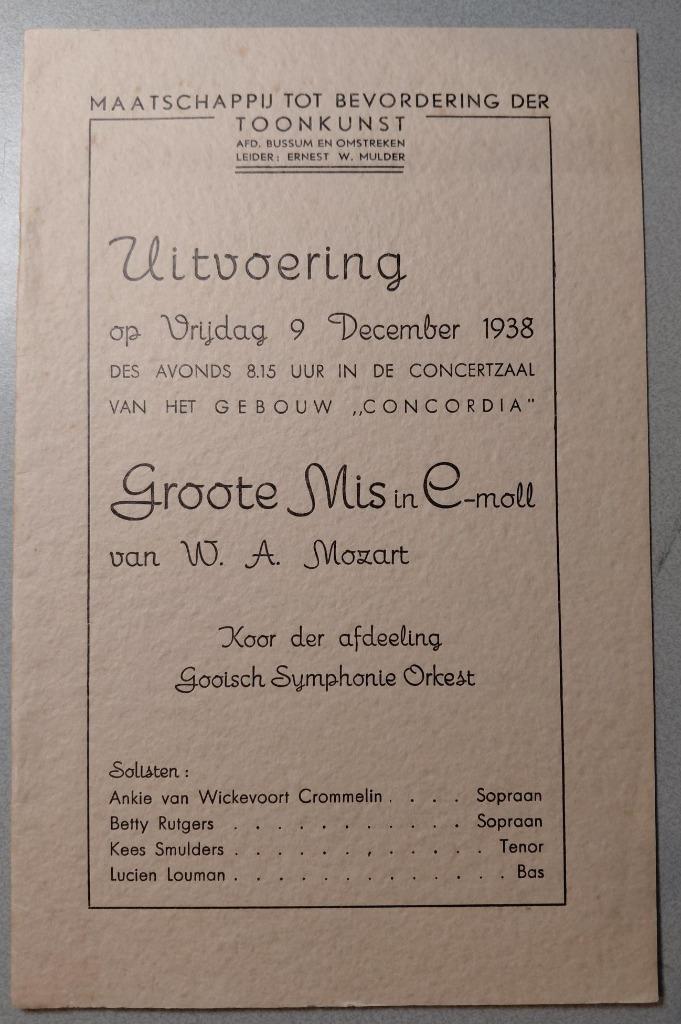 MAATSCHAPPIJ TOT BEVORDERING DER
TOONKUNST
AFD. BUSSUM EN OMSTREKEN
LEIDER: ERNEST W. MULDER
Uitvoering
op Vrijdag 9 December 1938
DES AVONDS 8.15 UUR IN DE CONCERTZAAL
VAN HET GEBOUW „CONCORDIA"
Groote Mis in C-moll
van W. A. Mozart
Koor der afdeeling
Gooisch Symphonie Orkest
Solisten:
Ankie van Wickevoort Crommelin . . . . Sopraan
Betty Rutgers . . . . . . . . . . . Sopraan
Kees Smulders . . . . . . , . . . . . Tenor
Lucien Louman . . . . . . . . . . . . . Bas